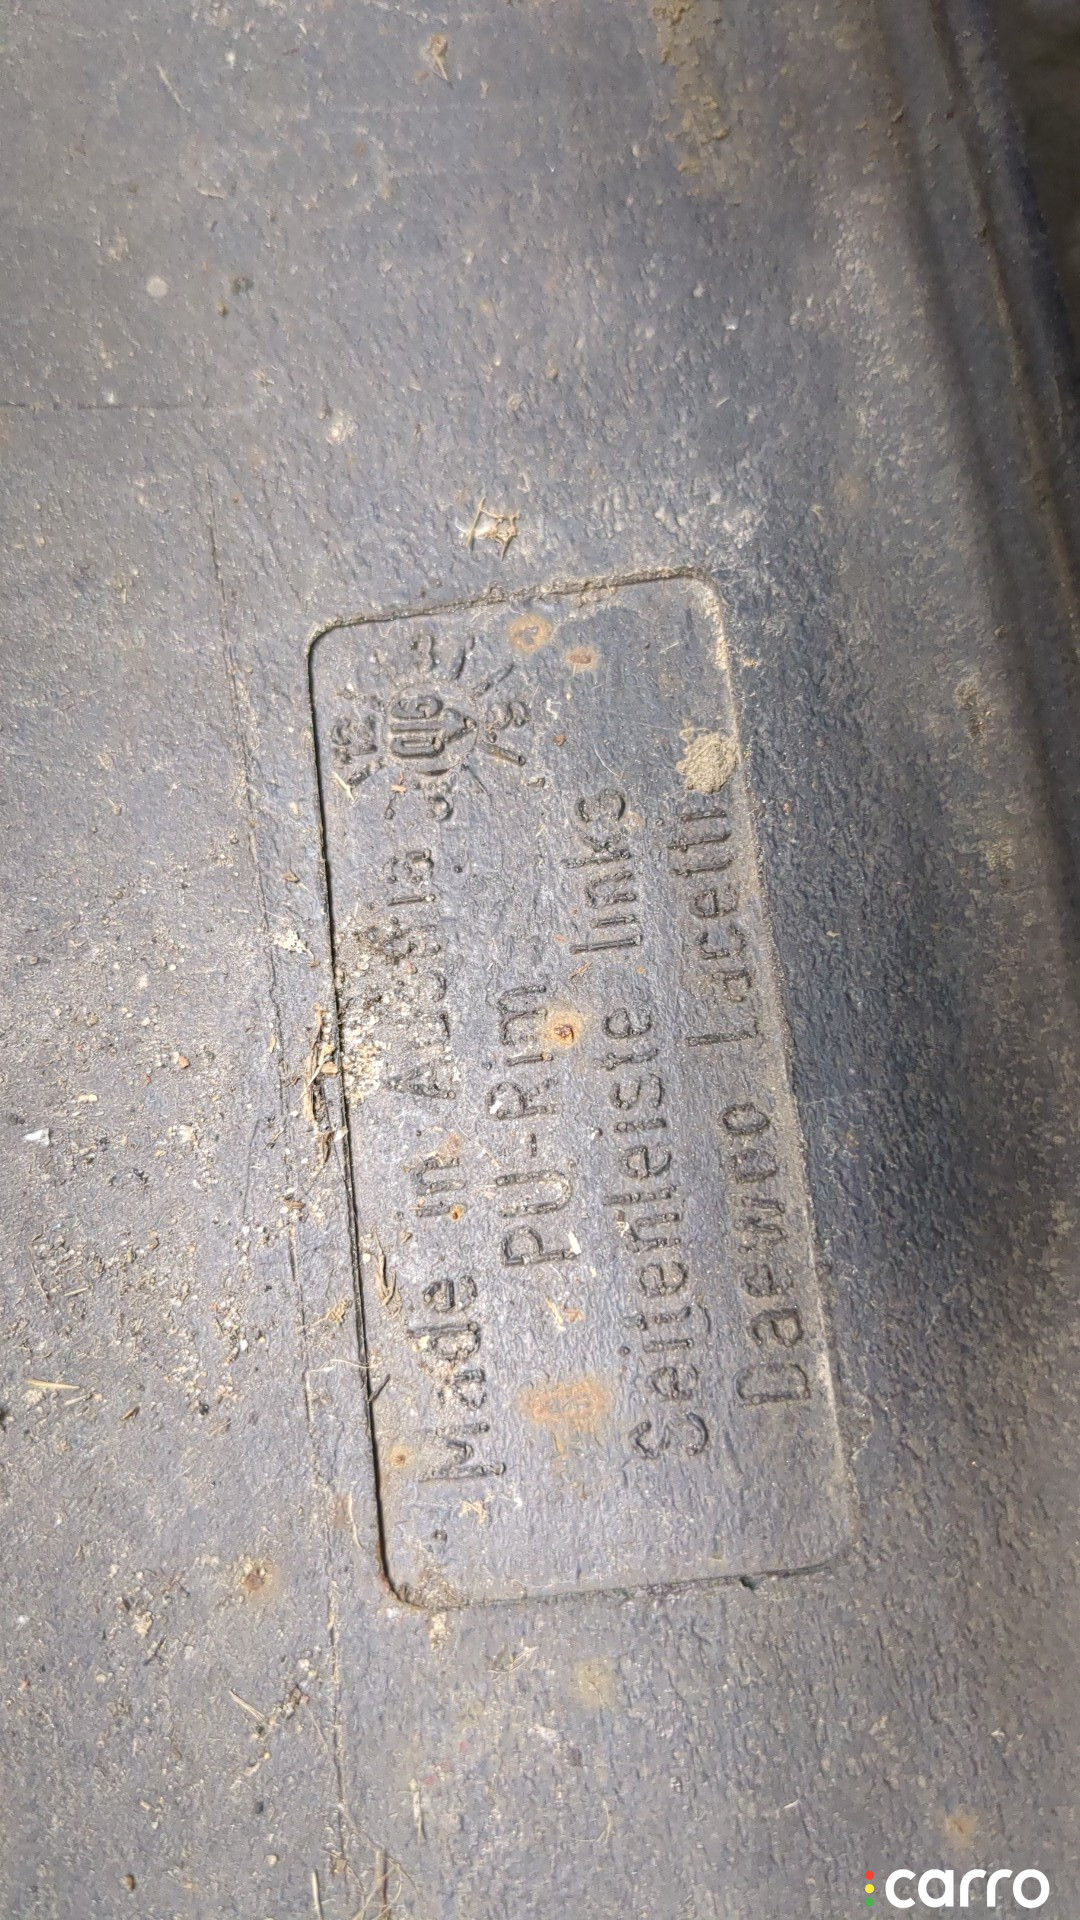 Made in Austria
PU-Rim
Seitenleiste links
Daewoo Lacetti
carro